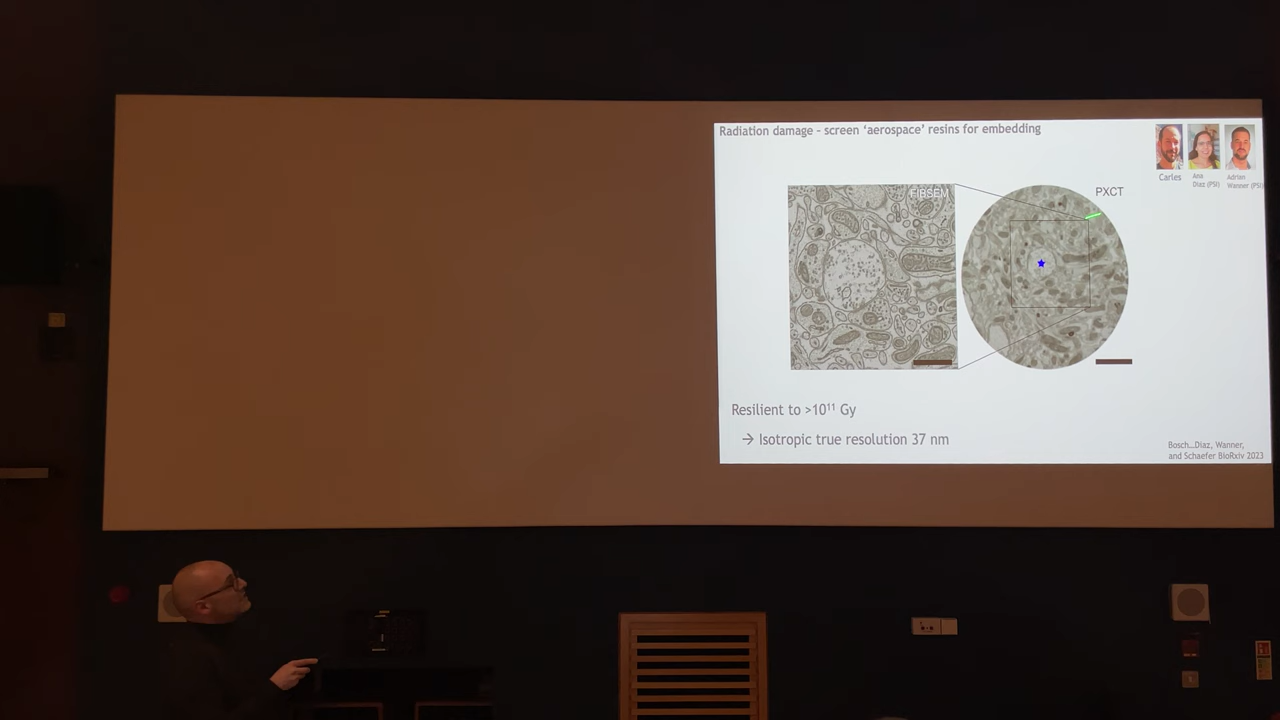 Radiation damage - screen ‘aerospace’ resins for embedding
Carles
Ana
Diaz (PSI)
Adrian
Wanner (PSI)
FIBSEM
PXCT
Resilient to >10¹¹ Gy
→ Isotropic true resolution 37 nm
Bosch…Diaz, Wanner,
and Schaefer BioRxiv 2023